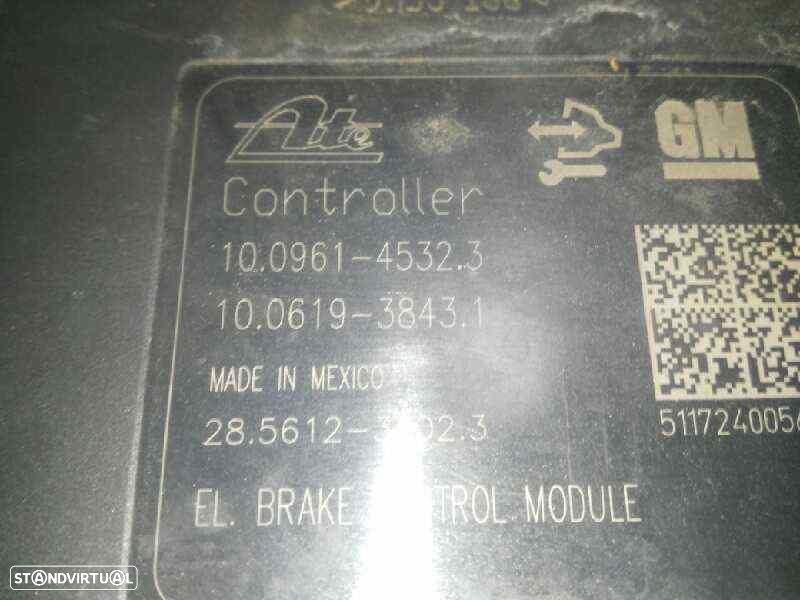 Ate
GM
Controller
10.0961-4532.3
10.0619-3843.1
MADE IN MEXICO
5117240056
EL. BRAKE MODULE
STANDVIRTUAL